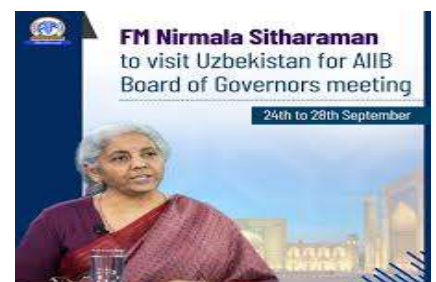 FM Nirmala Sitharaman
to visit Uzbekistan for AIIB
Board of Governors meeting
24th to 28th September